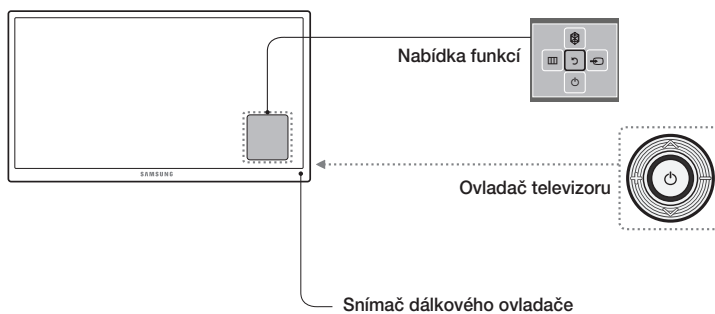 Nabídka funkcí
SAMSUNG
Ovladač televizoru
Snímač dálkového ovladače